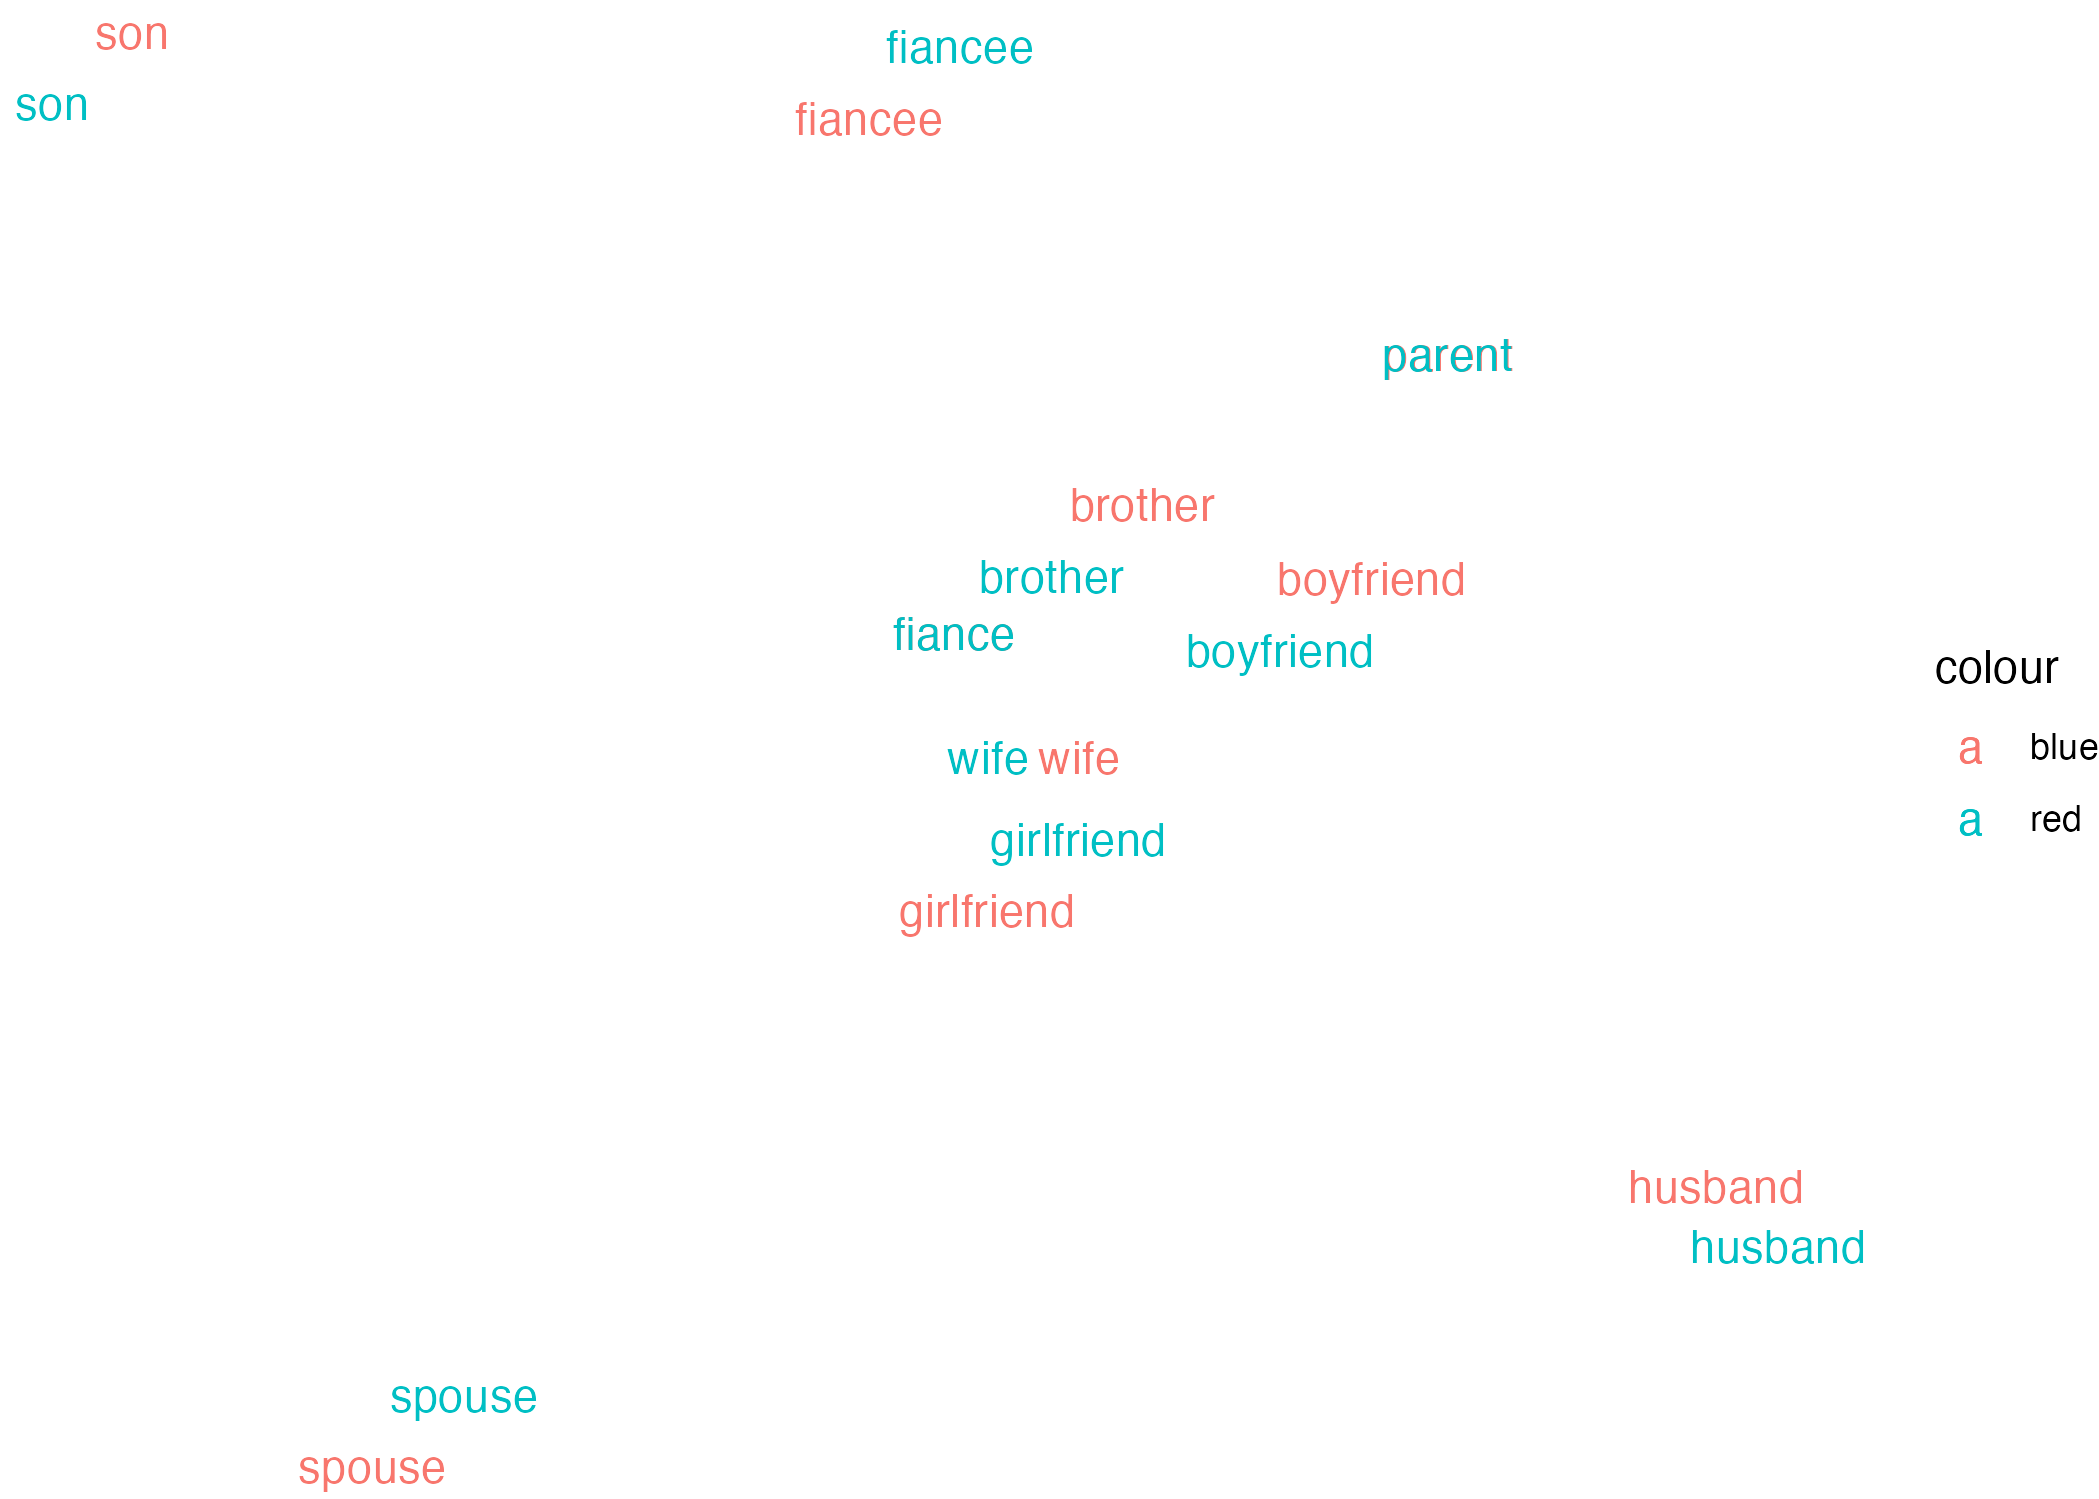 son
fiancee
son
fiancee
parent
brother
brother
boyfriend
fiance
boyfriend
colour
wife wife
a blue
a red
girlfriend
girlfriend
husband
husband
spouse
spouse